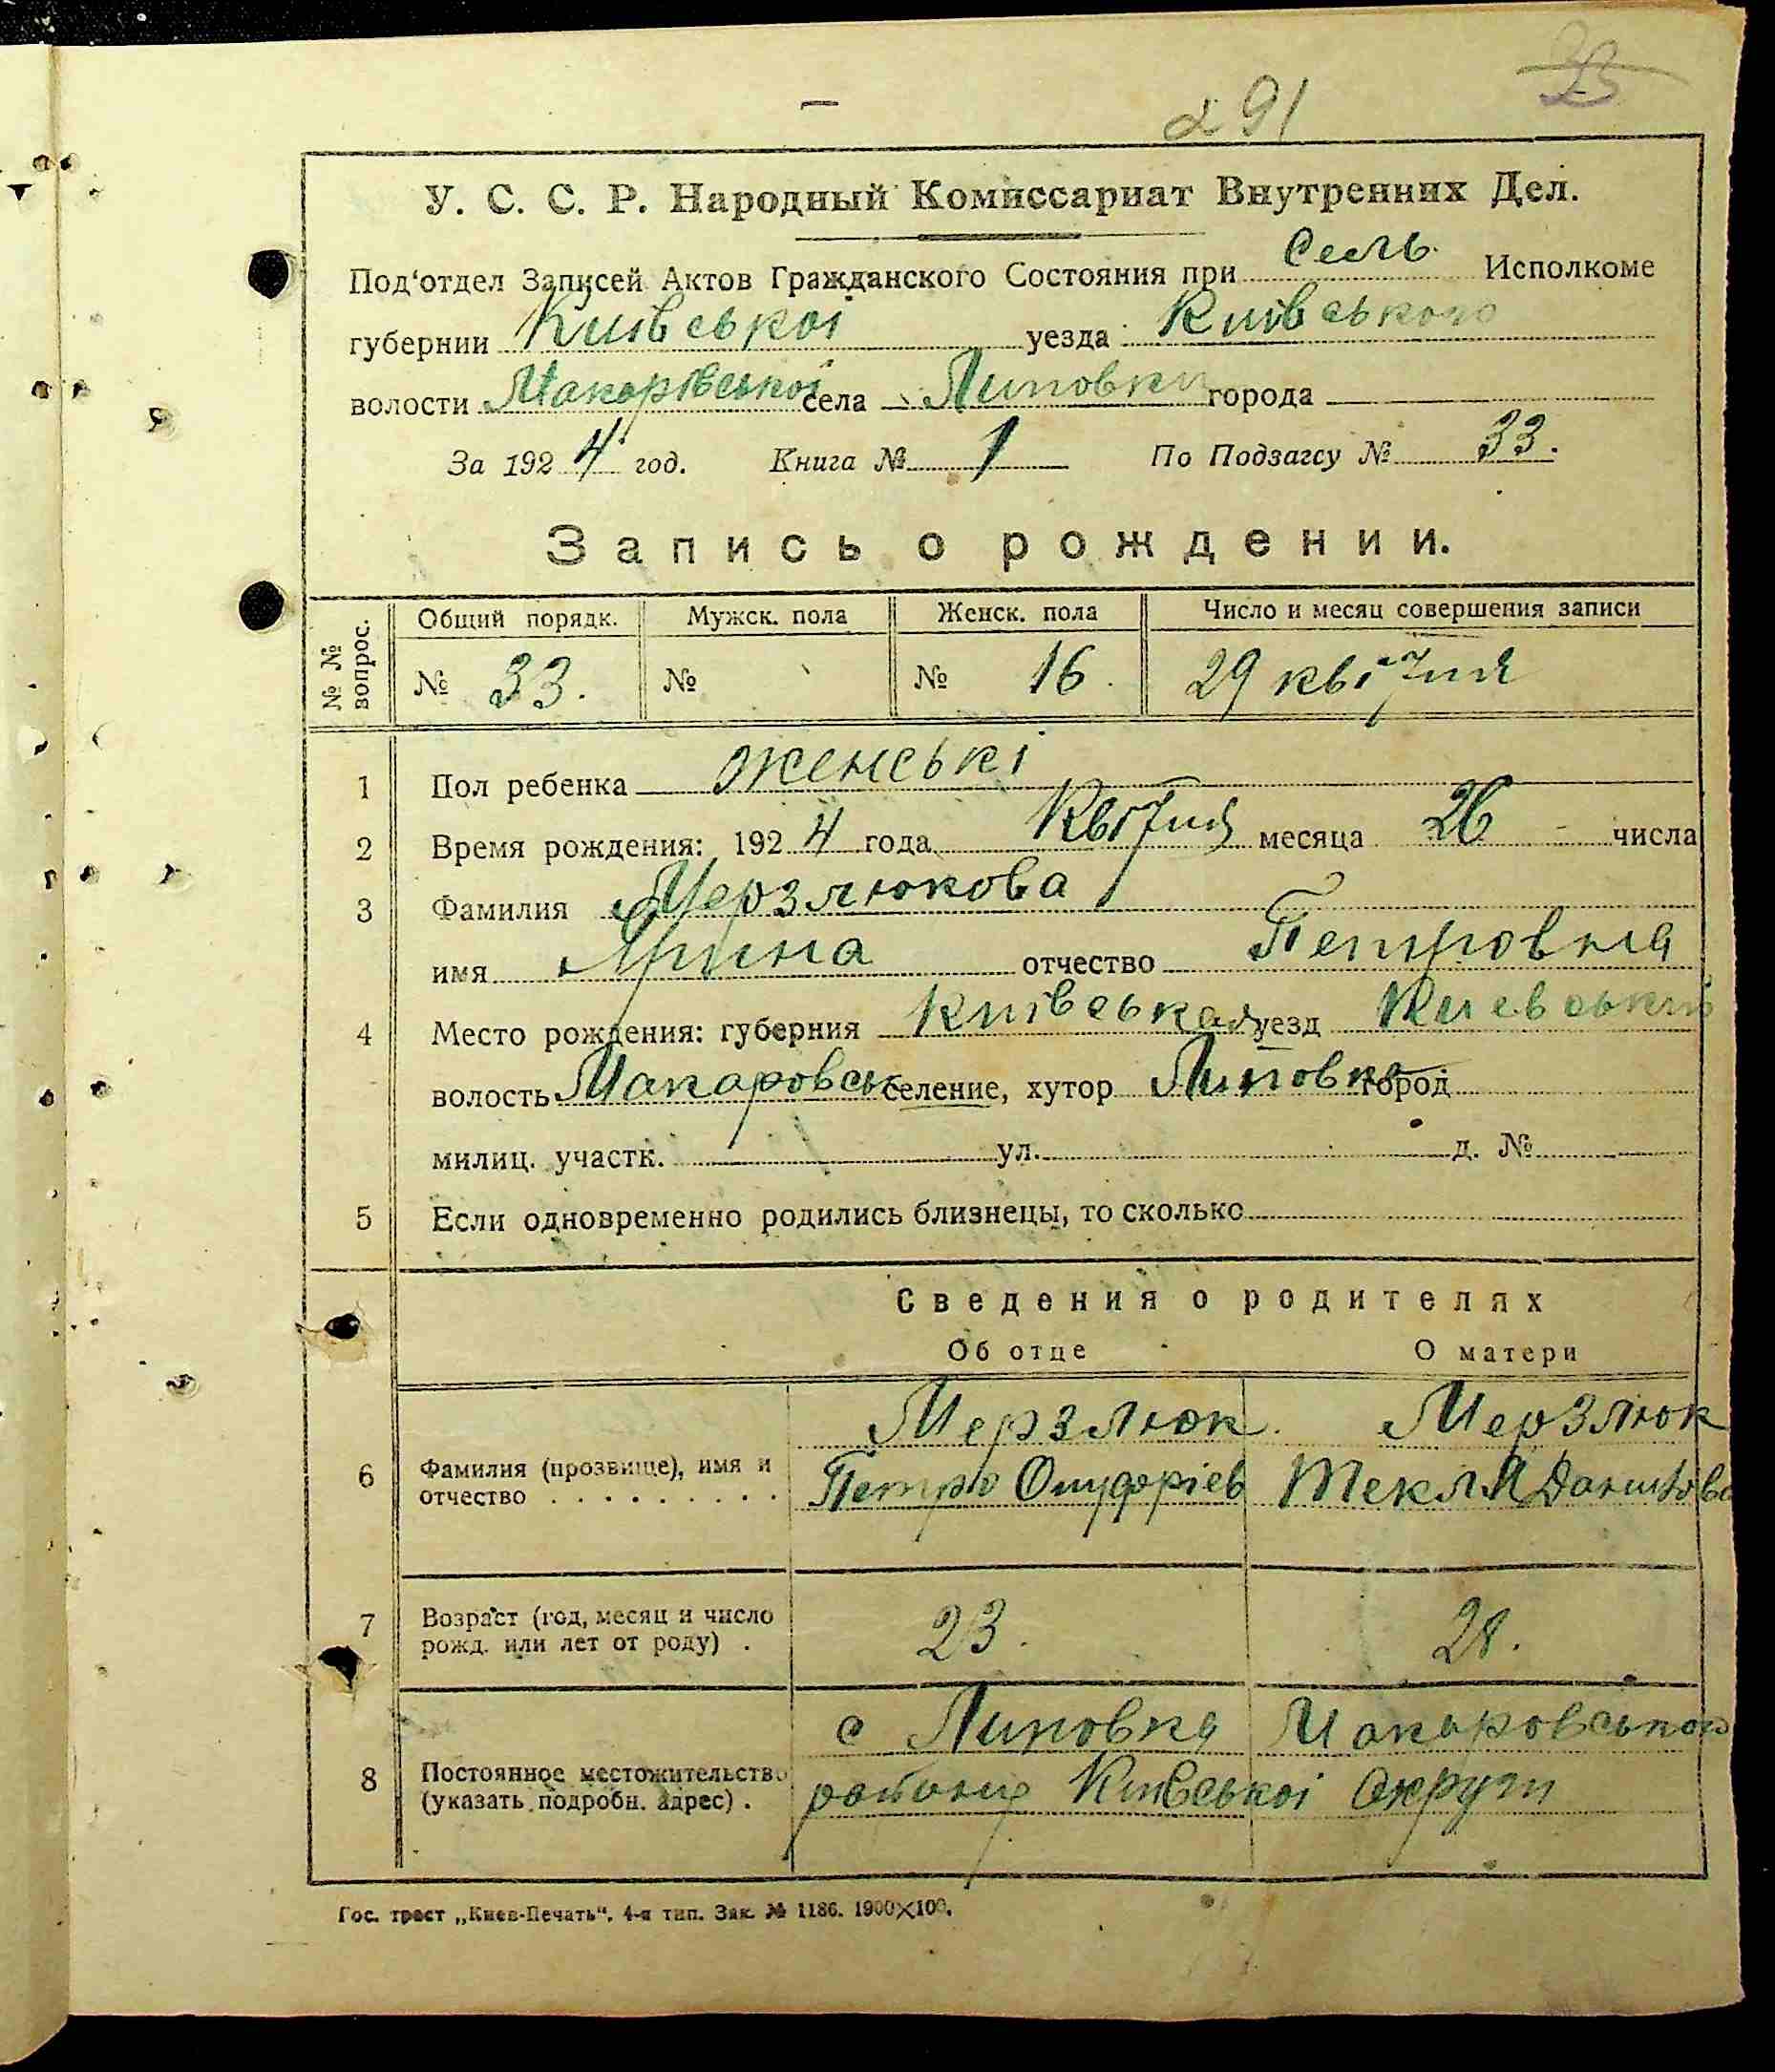 291
У. С. С. Р. Народный Комиссариат Внутренних Дел.
Под'отдел Записей Актов Гражданского Состояния при Сель. Исполкоме
губернии Київської уезда Київського
волости Макарівської села Липовки города
За 1924 год. Книга № 1 По Подзагсу № 33.
Запись о рождении.
№ № вопрос. Общий порядк. Мужск. пола Женск. пола Число и месяц совершения записи
№ 33. № № 16. 29 квітня
1 Пол ребенка женські
2 Время рождения: 1924 года Квітня месяца 26 числа
3 Фамилия Мерзлюкова
имя Ярина отчество Петровна
4 Место рождения: губерния Київська уезд Киевський
волость Макаровськ селение, хутор Липовка город
милиц. участк. ул. д. №
5 Если одновременно родились близнецы, то сколько
Сведения о родителях
Об отце О матери
Мерзлюк. Мерзлюк
6 Фамилия (прозвище), имя и отчество . . . . . . . . . Петро Онуфріев Текля Данилова
7 Возраст (год, месяц и число рожд. или лет от роду) . 23. 28.
с Липовка Макаровського
8 Постоянное местожительство (указать подробн. адрес) . району Київської Округи
Гос. трест „Киев-Печать". 4-я тип. Зак. № 1186. 1900×100.